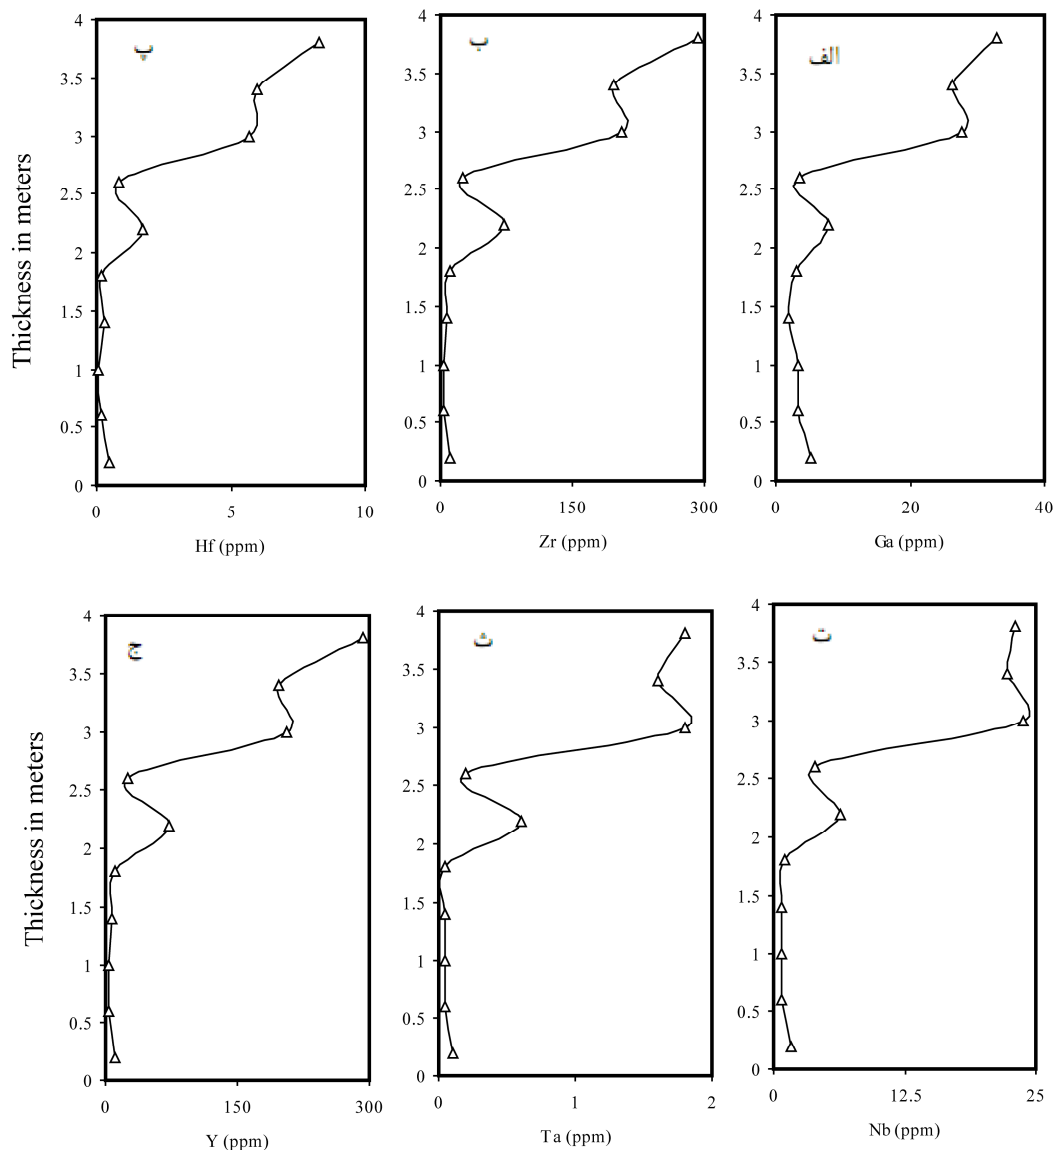 پ
ب
الف
4
3.5
3
2.5
2
1.5
1
0.5
0
Thickness in meters
0 5 10
Hf (ppm)
4
3.5
3
2.5
2
1.5
1
0.5
0
0 150 300
Zr (ppm)
4
3.5
3
2.5
2
1.5
1
0.5
0
0 20 40
Ga (ppm)
ج
ث
ت
4
3.5
3
2.5
2
1.5
1
0.5
0
Thickness in meters
0 150 300
Y (ppm)
4
3.5
3
2.5
2
1.5
1
0.5
0
0 1 2
Ta (ppm)
4
3.5
3
2.5
2
1.5
1
0.5
0
0 12.5 25
Nb (ppm)